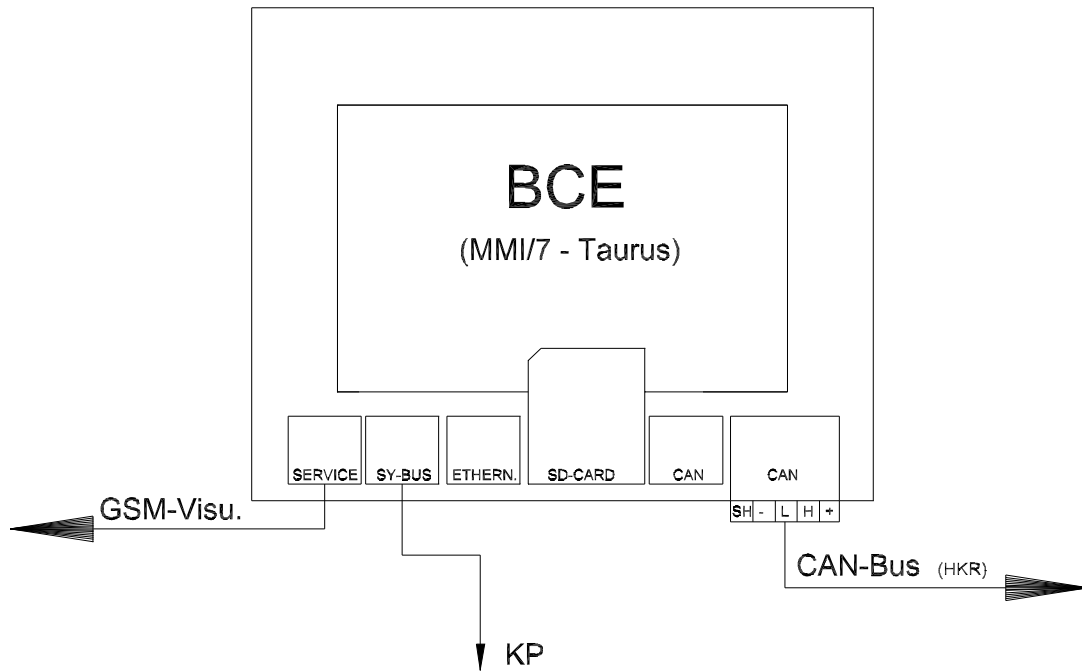 BCE
(MMI/7 - Taurus)
SERVICE SY-BUS ETHERN. SD-CARD CAN CAN
GSM-Visu.
SH - L H +
CAN-Bus (HKR)
KP